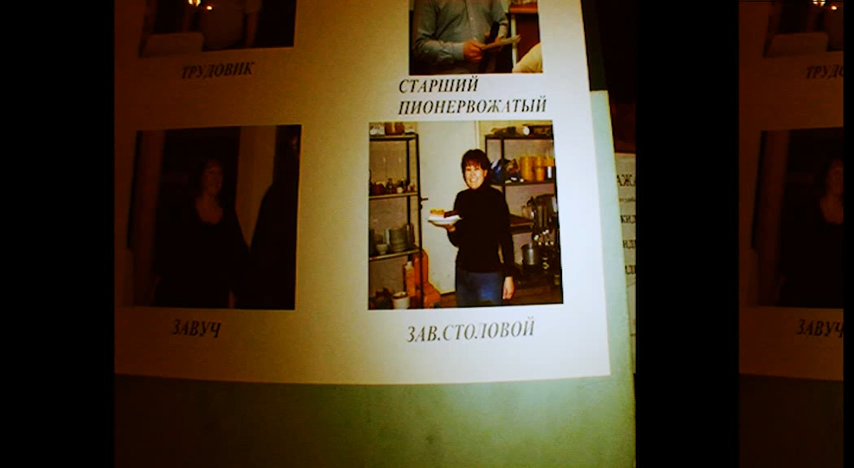 ТРУДОВИК
СТАРШИЙ
ПИОНЕРВОЖАТЫЙ
ЗАВУЧ
ЗАВ.СТОЛОВОЙ
ТРУДО
ЗАВУЧ